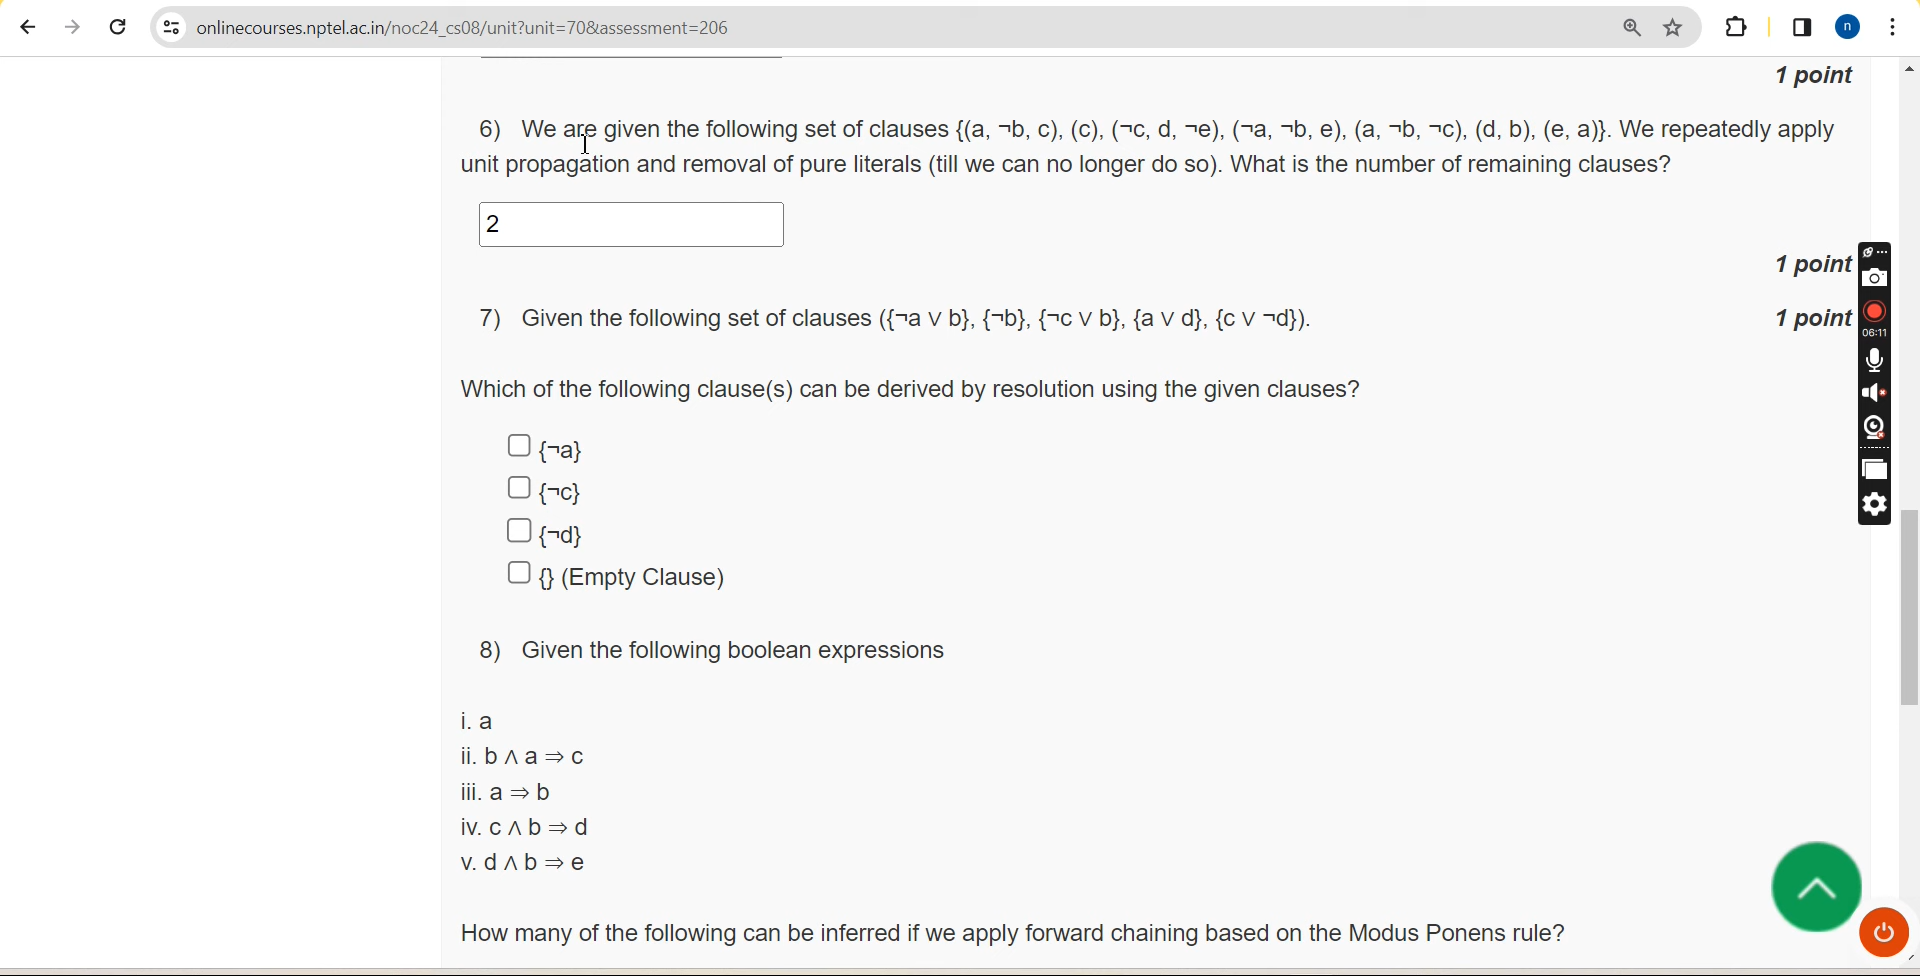 onlinecourses.nptel.ac.in/noc24_cs08/unit?unit=70&assessment=206
n
1 point
6) We are given the following set of clauses {(a, ¬b, c), (c), (¬c, d, ¬e), (¬a, ¬b, e), (a, ¬b, ¬c), (d, b), (e, a)}. We repeatedly apply
unit propagation and removal of pure literals (till we can no longer do so). What is the number of remaining clauses?
2
1 point
7) Given the following set of clauses ({¬a ∨ b}, {¬b}, {¬c ∨ b}, {a ∨ d}, {c ∨ ¬d}).
1 point
06:11
Which of the following clause(s) can be derived by resolution using the given clauses?
{¬a}
{¬c}
{¬d}
{} (Empty Clause)
8) Given the following boolean expressions
i. a
ii. b ∧ a ⇒ c
iii. a ⇒ b
iv. c ∧ b ⇒ d
v. d ∧ b ⇒ e
How many of the following can be inferred if we apply forward chaining based on the Modus Ponens rule?